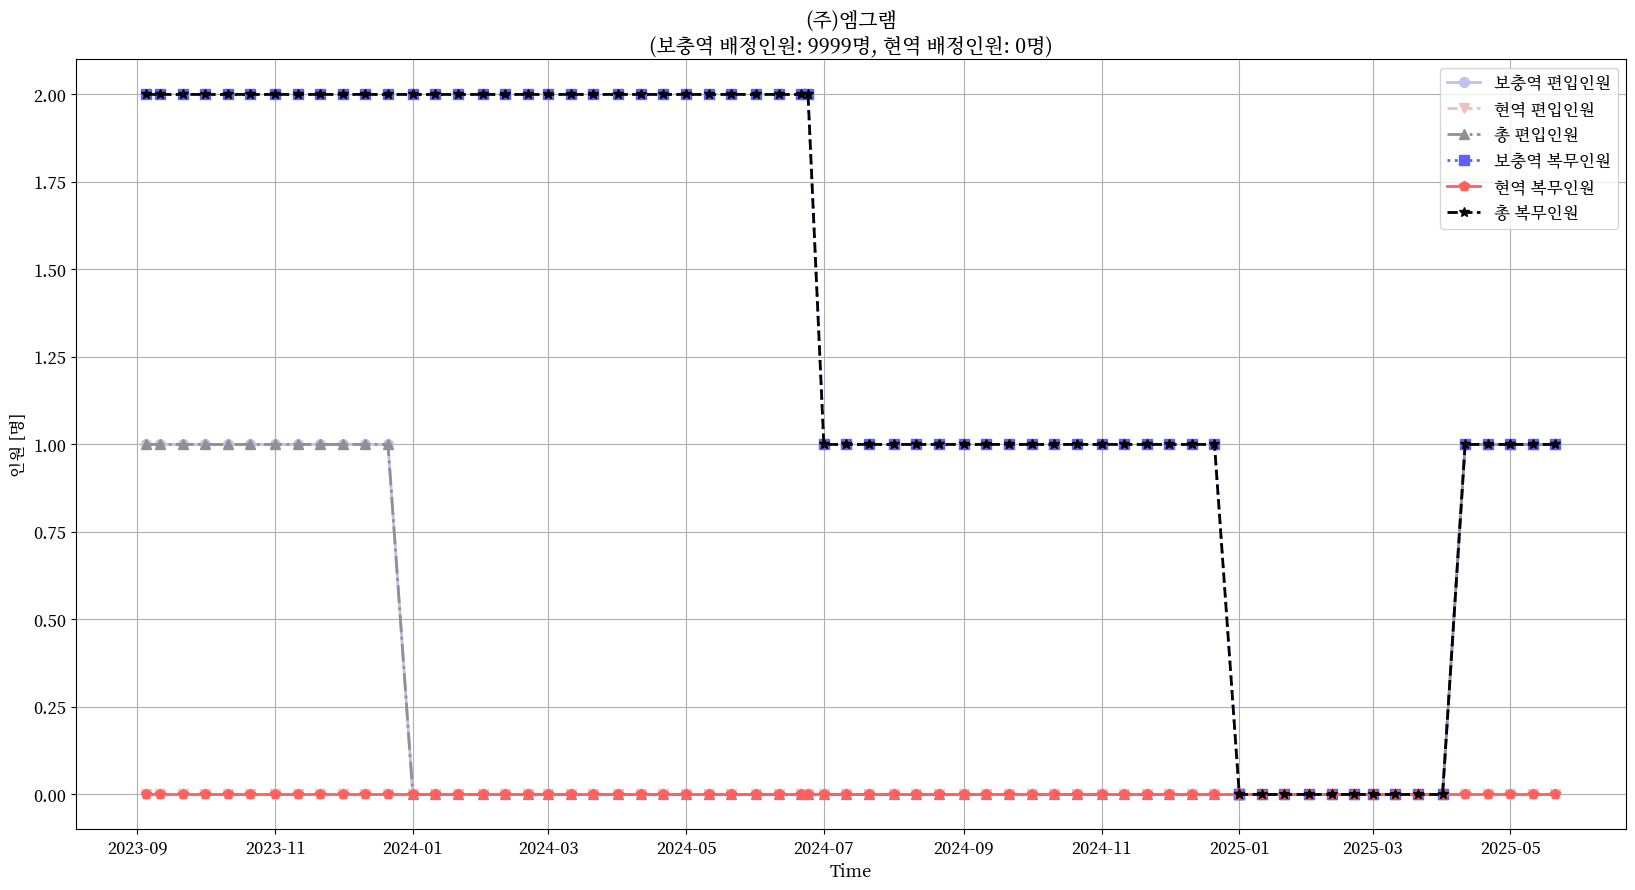 (주)엠그램
(보충역 배정인원: 9999명, 현역 배정인원: 0명)
보충역 편입인원
현역 편입인원
총 편입인원
보충역 복무인원
현역 복무인원
총 복무인원
인원 [명]
2.00
1.75
1.50
1.25
1.00
0.75
0.50
0.25
0.00
2023-09
2023-11
2024-01
2024-03
2024-05
2024-07
2024-09
2024-11
2025-01
2025-03
2025-05
Time